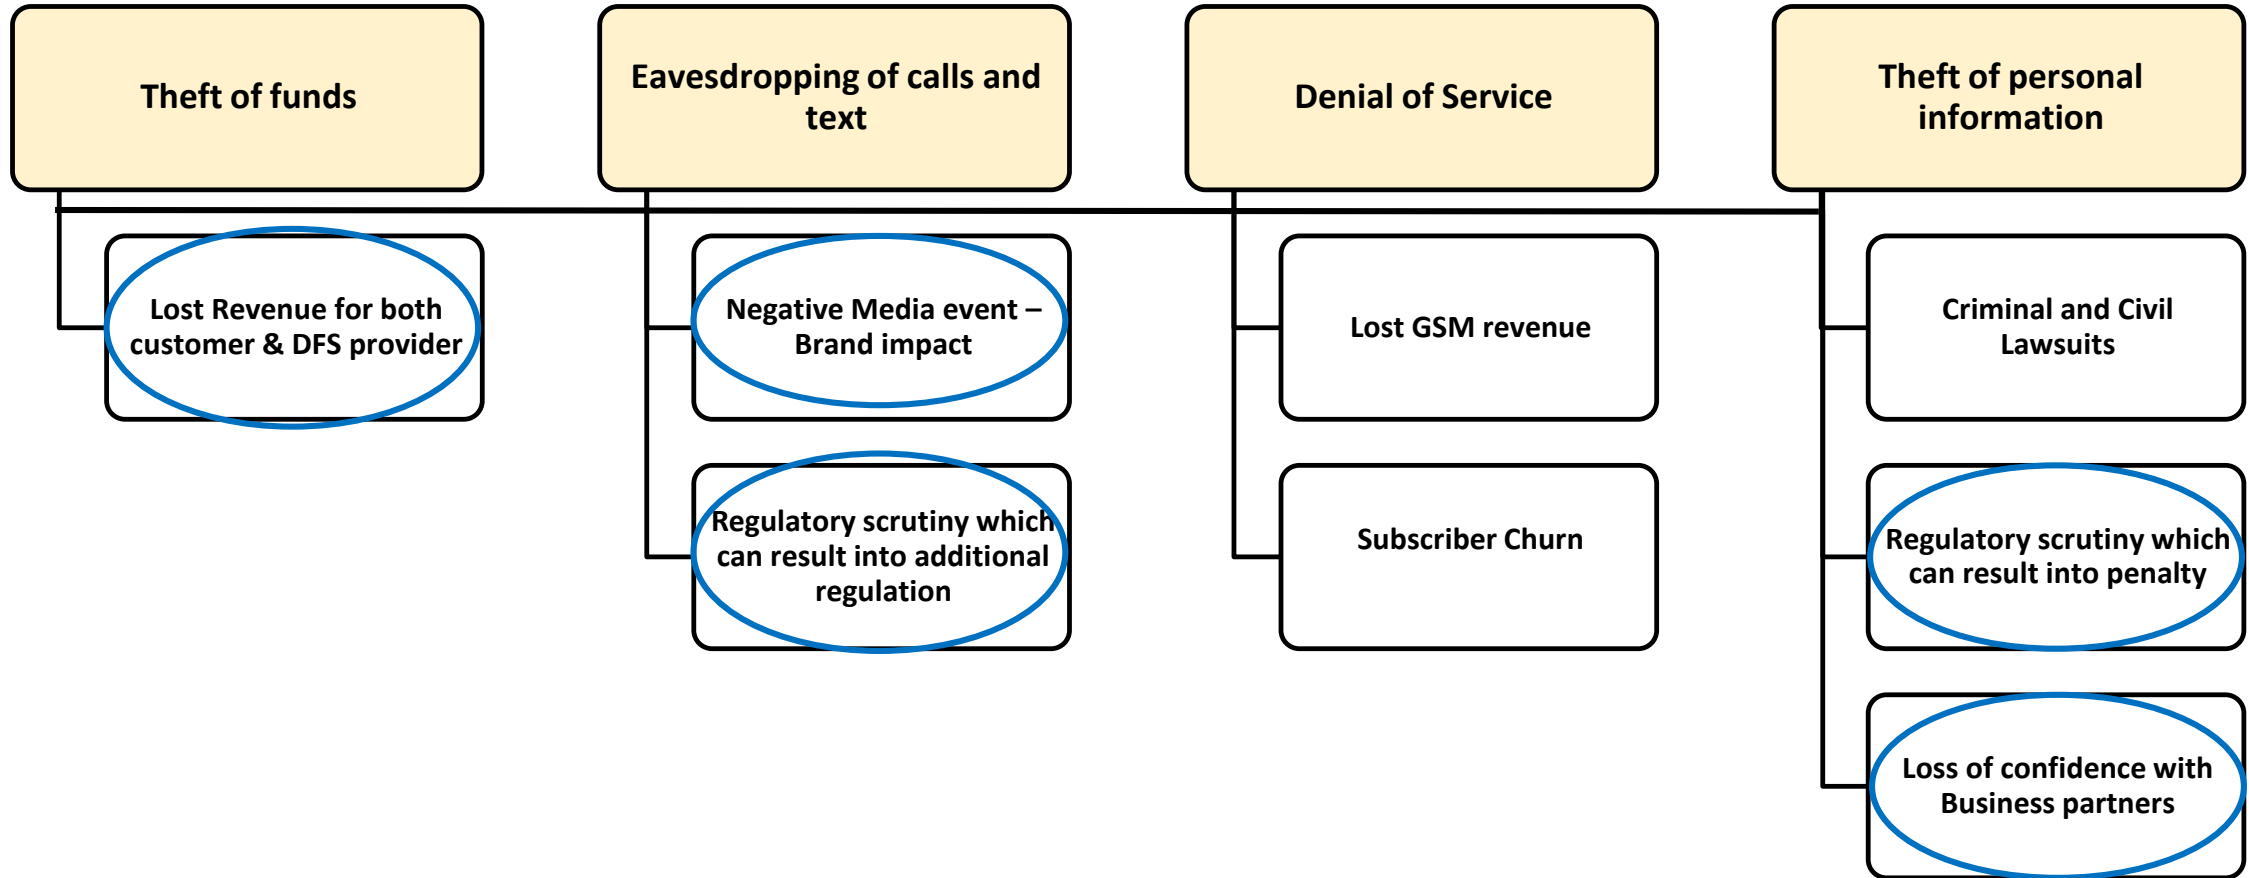 Theft of funds
Eavesdropping of calls and
text
Denial of Service
Theft of personal
information
Lost Revenue for both
customer & DFS provider
Negative Media event –
Brand impact
Regulatory scrutiny which
can result into additional
regulation
Lost GSM revenue
Subscriber Churn
Criminal and Civil
Lawsuits
Regulatory scrutiny which
can result into penalty
Loss of confidence with
Business partners